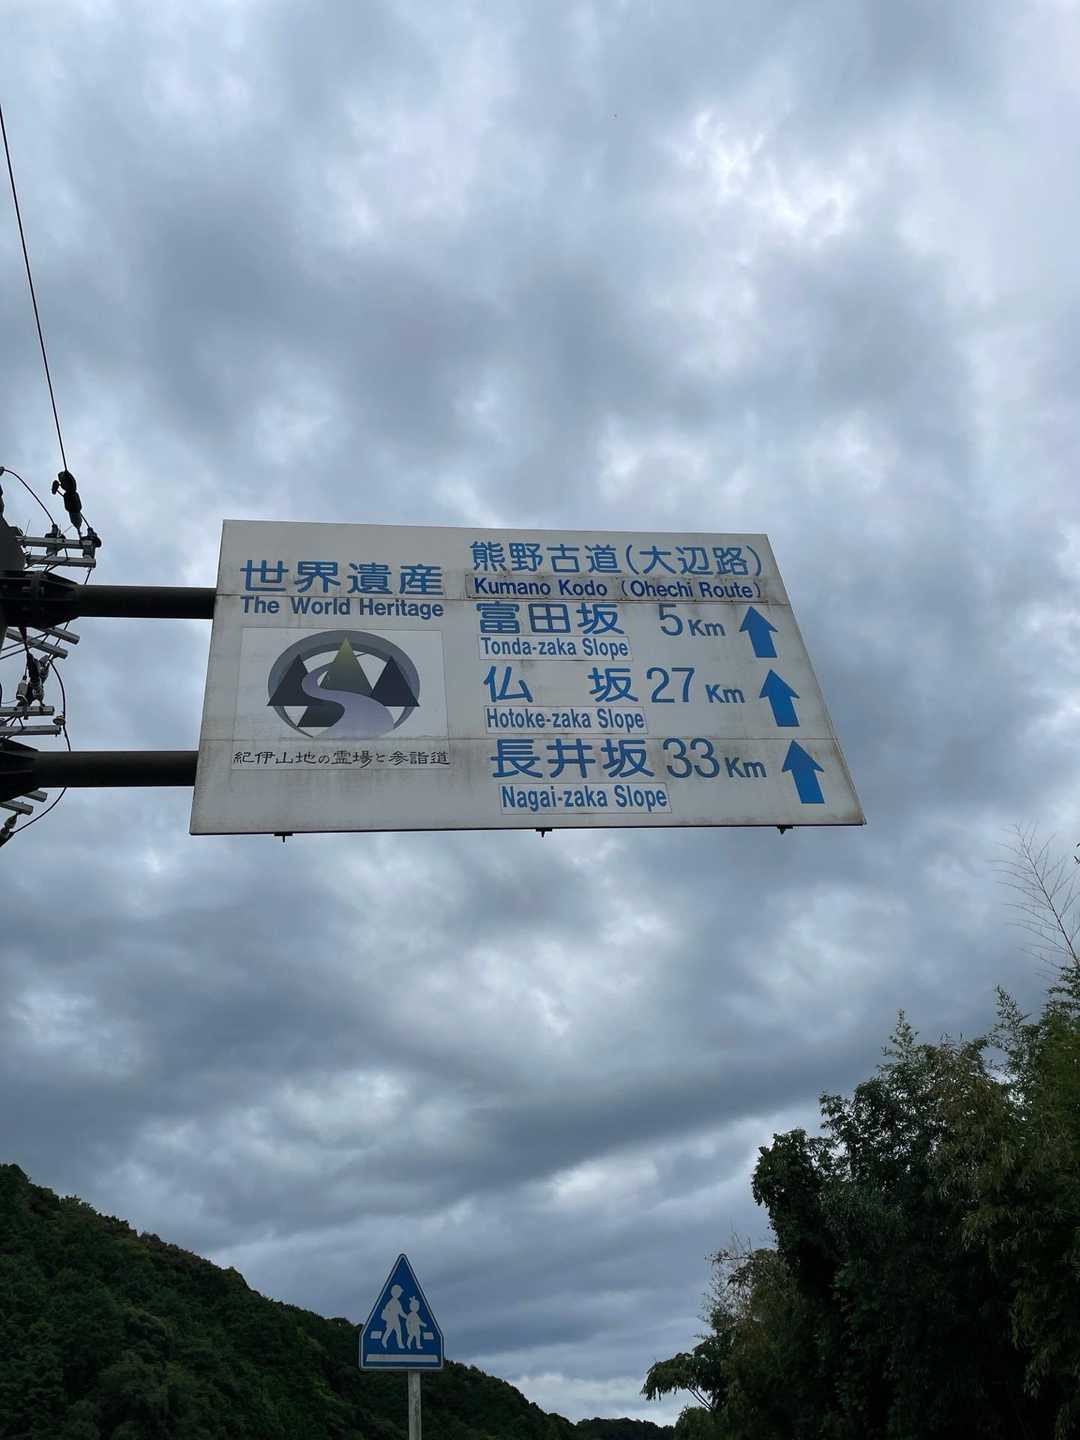 世界遺産
The World Heritage
紀伊山地の霊場と参詣道
熊野古道(大辺路)
Kumano Kodo (Ohechi Route)
富田坂 5Km
Tonda-zaka Slope
仏 坂 27Km
Hotoke-zaka Slope
長井坂 33Km
Nagai-zaka Slope